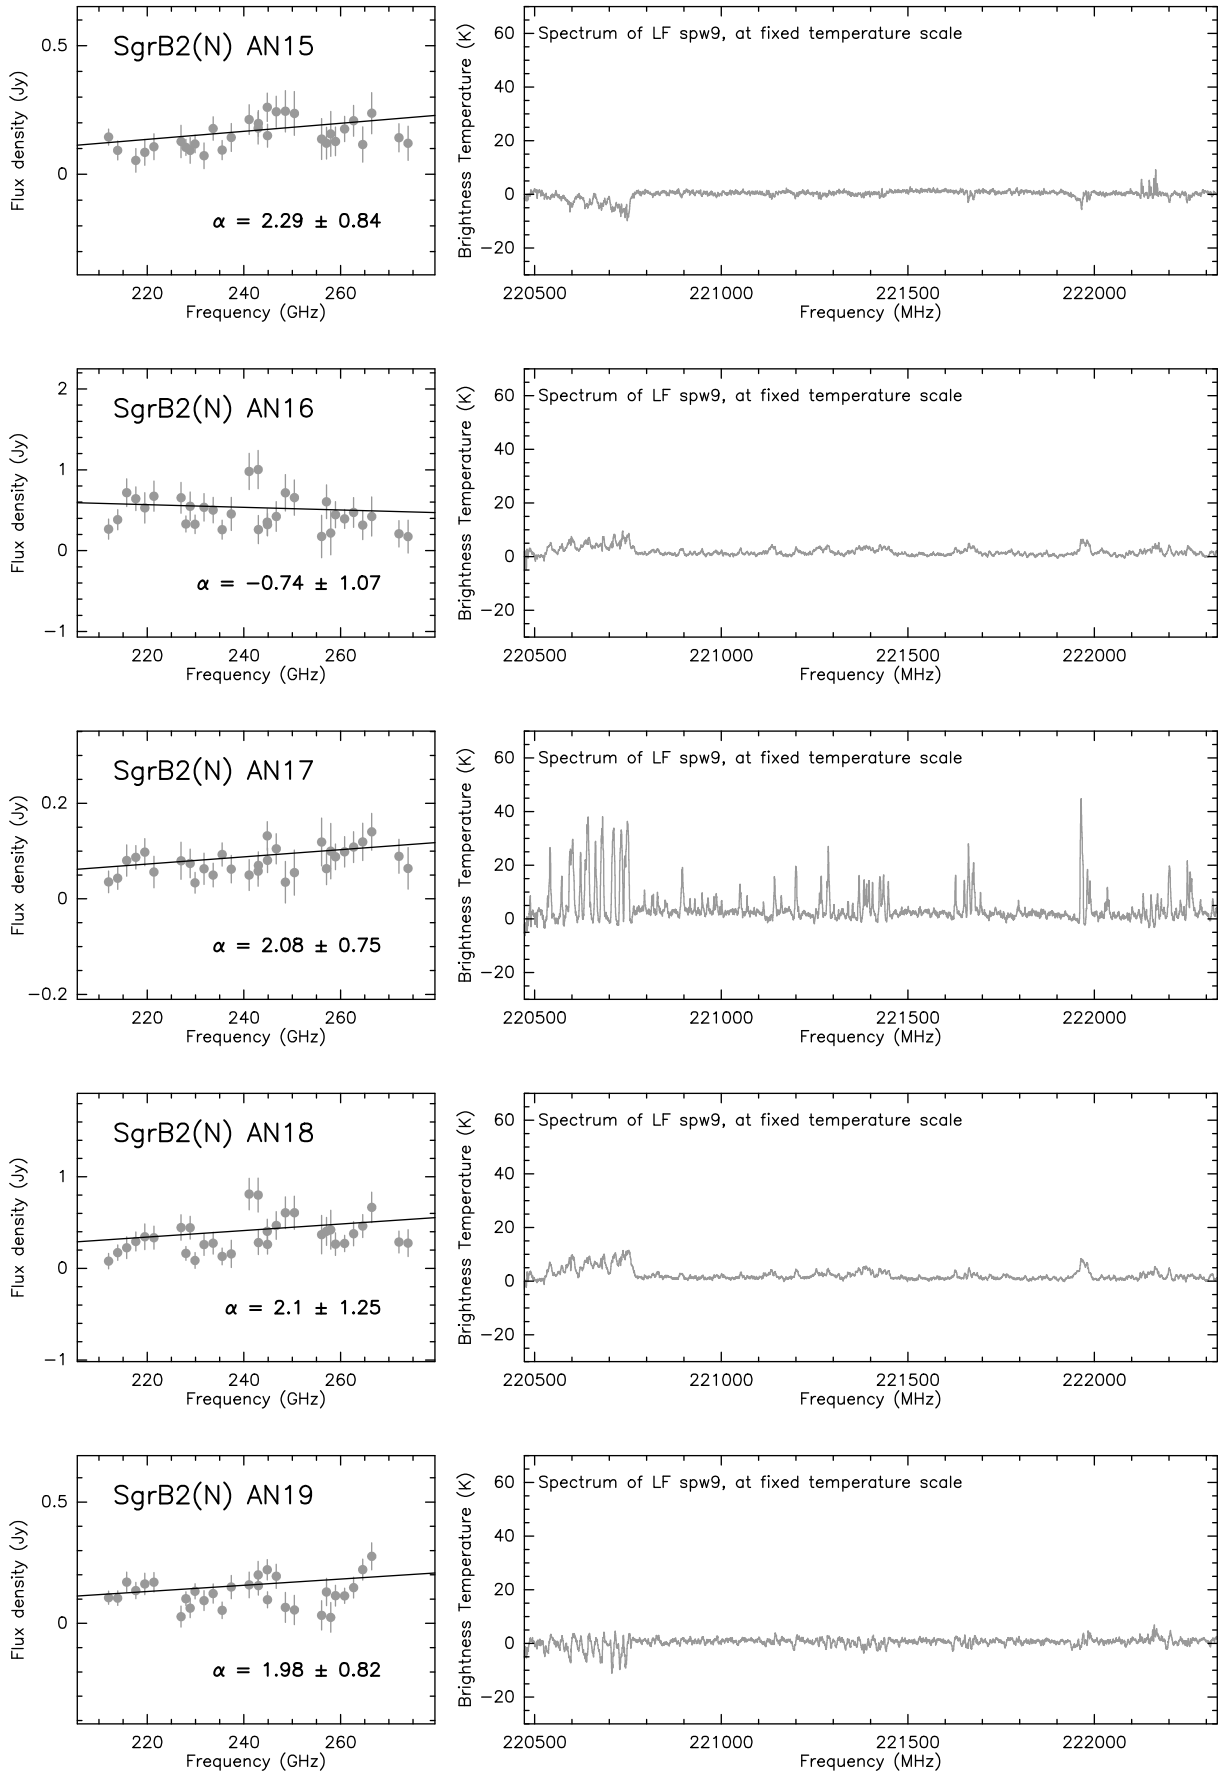 SgrB2(N) AN15
Flux density (Jy)
0.5
0
α = 2.29 ± 0.84
220 240 260
Frequency (GHz)
Spectrum of LF spw9, at fixed temperature scale
Brightness Temperature (K)
60
40
20
0
−20
220500 221000 221500 222000
Frequency (MHz)
SgrB2(N) AN16
Flux density (Jy)
2
1
0
−1
α = −0.74 ± 1.07
220 240 260
Frequency (GHz)
Spectrum of LF spw9, at fixed temperature scale
Brightness Temperature (K)
60
40
20
0
−20
220500 221000 221500 222000
Frequency (MHz)
SgrB2(N) AN17
Flux density (Jy)
0.2
0
−0.2
α = 2.08 ± 0.75
220 240 260
Frequency (GHz)
Spectrum of LF spw9, at fixed temperature scale
Brightness Temperature (K)
60
40
20
0
−20
220500 221000 221500 222000
Frequency (MHz)
SgrB2(N) AN18
Flux density (Jy)
1
0
−1
α = 2.1 ± 1.25
220 240 260
Frequency (GHz)
Spectrum of LF spw9, at fixed temperature scale
Brightness Temperature (K)
60
40
20
0
−20
220500 221000 221500 222000
Frequency (MHz)
SgrB2(N) AN19
Flux density (Jy)
0.5
0
α = 1.98 ± 0.82
220 240 260
Frequency (GHz)
Spectrum of LF spw9, at fixed temperature scale
Brightness Temperature (K)
60
40
20
0
−20
220500 221000 221500 222000
Frequency (MHz)